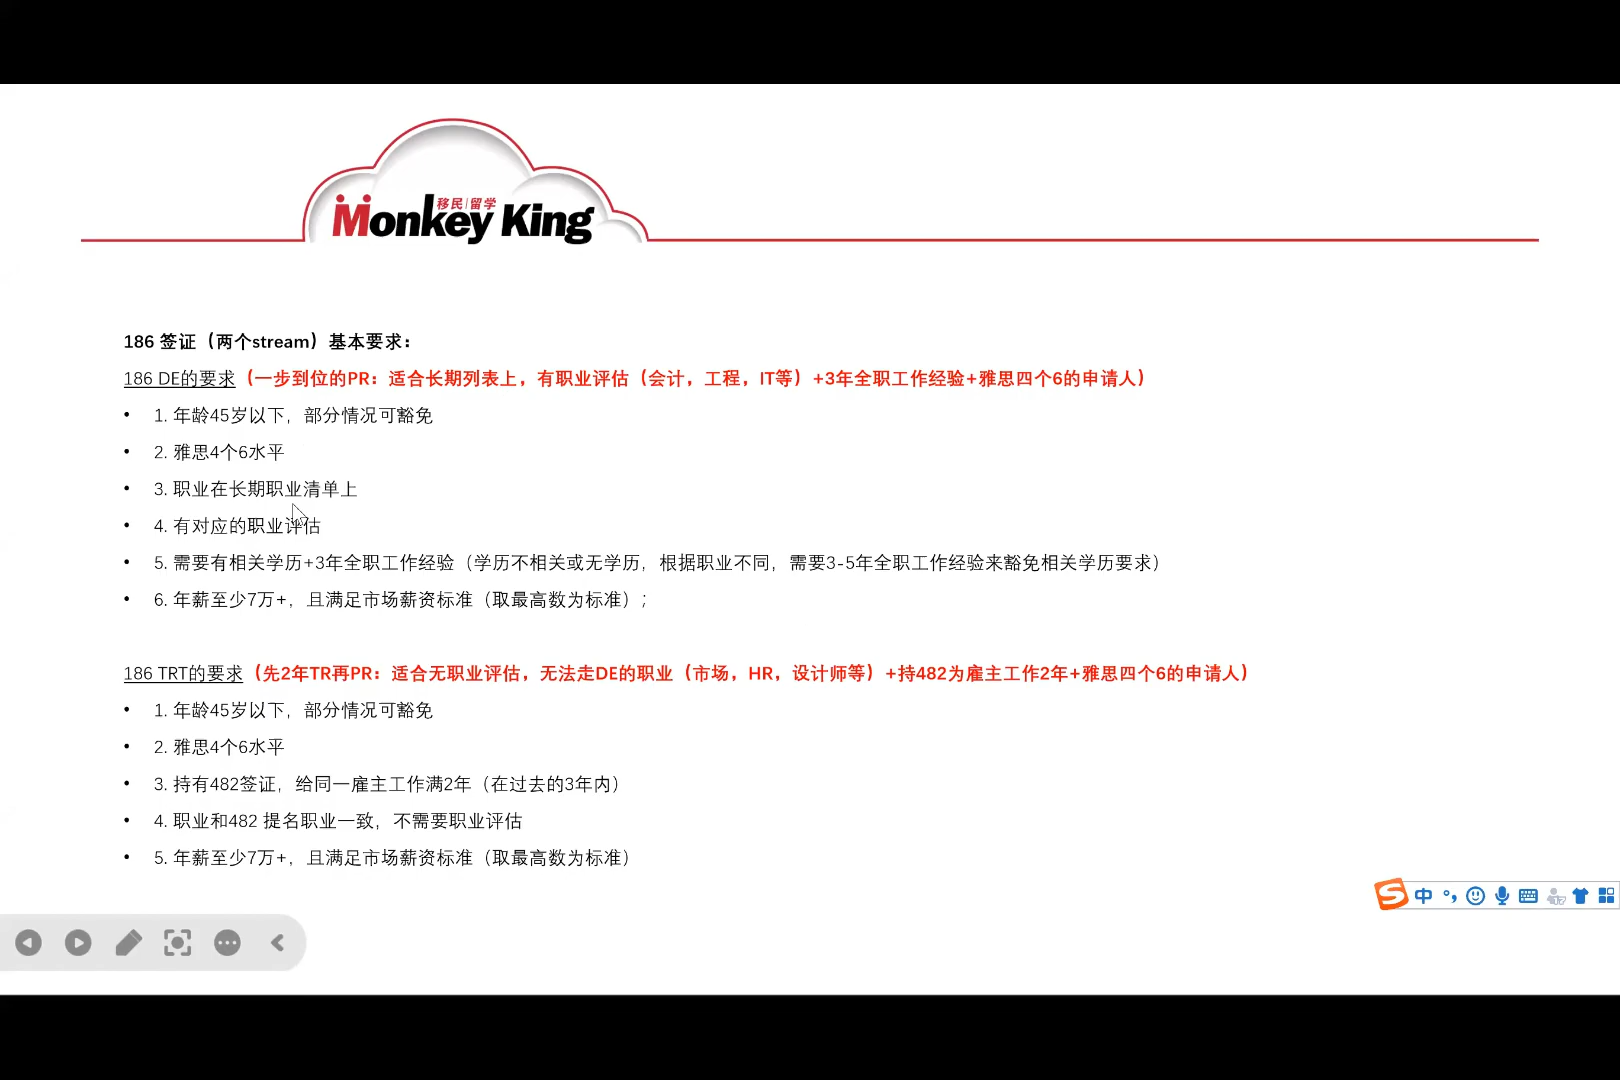 移民|留学
Monkey King
186 签证（两个stream）基本要求：
186 DE的要求（一步到位的PR：适合长期列表上，有职业评估（会计，工程，IT等）+3年全职工作经验+雅思四个6的申请人）
• 1. 年龄45岁以下，部分情况可豁免
• 2. 雅思4个6水平
• 3. 职业在长期职业清单上
• 4. 有对应的职业评估
• 5. 需要有相关学历+3年全职工作经验（学历不相关或无学历，根据职业不同，需要3-5年全职工作经验来豁免相关学历要求）
• 6. 年薪至少7万+，且满足市场薪资标准（取最高数为标准）；
186 TRT的要求（先2年TR再PR：适合无职业评估，无法走DE的职业（市场，HR，设计师等）+持482为雇主工作2年+雅思四个6的申请人）
• 1. 年龄45岁以下，部分情况可豁免
• 2. 雅思4个6水平
• 3. 持有482签证，给同一雇主工作满2年（在过去的3年内）
• 4. 职业和482 提名职业一致，不需要职业评估
• 5. 年薪至少7万+，且满足市场薪资标准（取最高数为标准）
S 中 °,